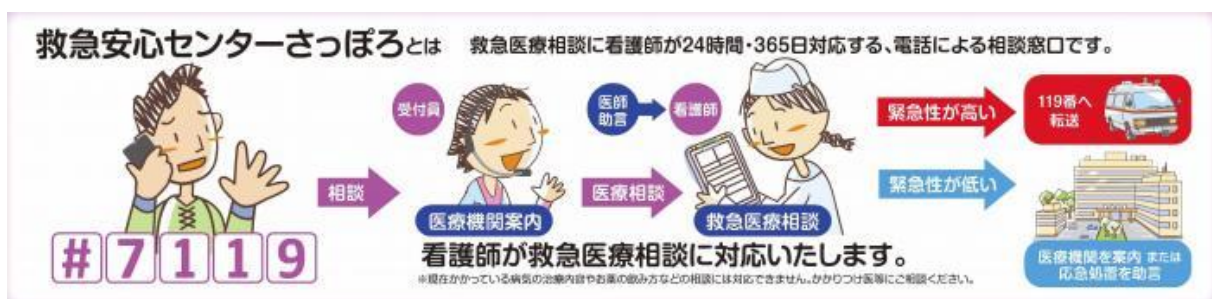 救急安心センターさっぽろとは 救急医療相談に看護師が24時間・365日対応する、電話による相談窓口です。
受付員
医師
助言
看護師
緊急性が高い
119番へ
転送
相談
医療相談
緊急性が低い
医療機関案内
救急医療相談
#7119
看護師が救急医療相談に対応いたします。
※現在かかっている病気の治療内容やお薬の飲み方などの相談には対応できません。かかりつけ医等にご相談ください。
医療機関を案内 または
応急処置を助言